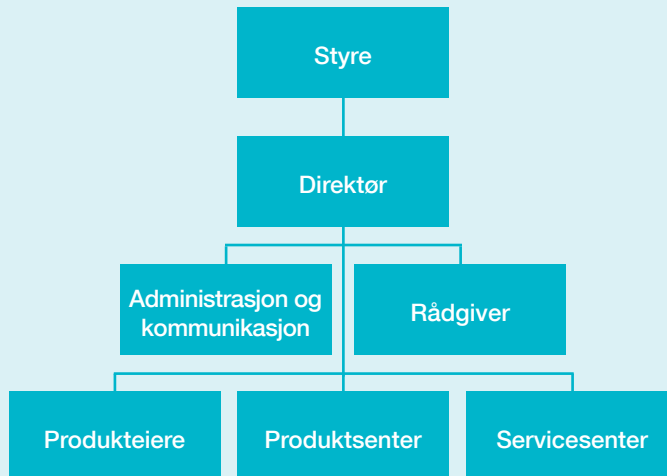 Styre
Direktør
Administrasjon og
kommunikasjon
Rådgiver
Produkteiere
Produktsenter
Servicesenter